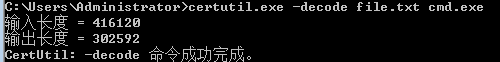 C:\Users\Administrator>certutil.exe -decode file.txt cmd.exe
输入长度 = 416120
输出长度 = 302592
CertUtil: -decode 命令成功完成。